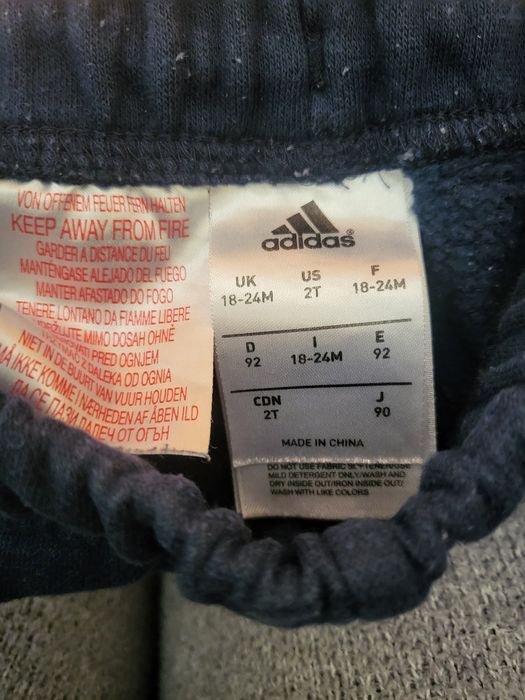 VON OFFENEM FEUER FERN HALTEN
KEEP AWAY FROM FIRE
GARDER À DISTANCE DU FEU
MANTÉNGASE ALEJADO DEL FUEGO
MANTER AFASTADO DO FOGO
TENERE LONTANO DA FIAMME LIBERE
MIMO DOSAH OHNĚ
PRED OGNJEM
Z DALEKA OD OGNIA
NIET IN DE BUURT VAN VUUR HOUDEN
MÅ IKKE KOMME I NÆRHEDEN AF ÅBEN ILD
ДА СЕ ПАЗИ ДАЛЕЧ ОТ ОГЪН
adidas®
UK US F
18-24M 2T 18-24M
D I E
92 18-24M 92
CDN J
2T 90
MADE IN CHINA
DO NOT USE FABRIC SOFTENER/USE
MILD DETERGENT ONLY/WASH AND
DRY INSIDE OUT/IRON INSIDE OUT/
WASH WITH LIKE COLORS